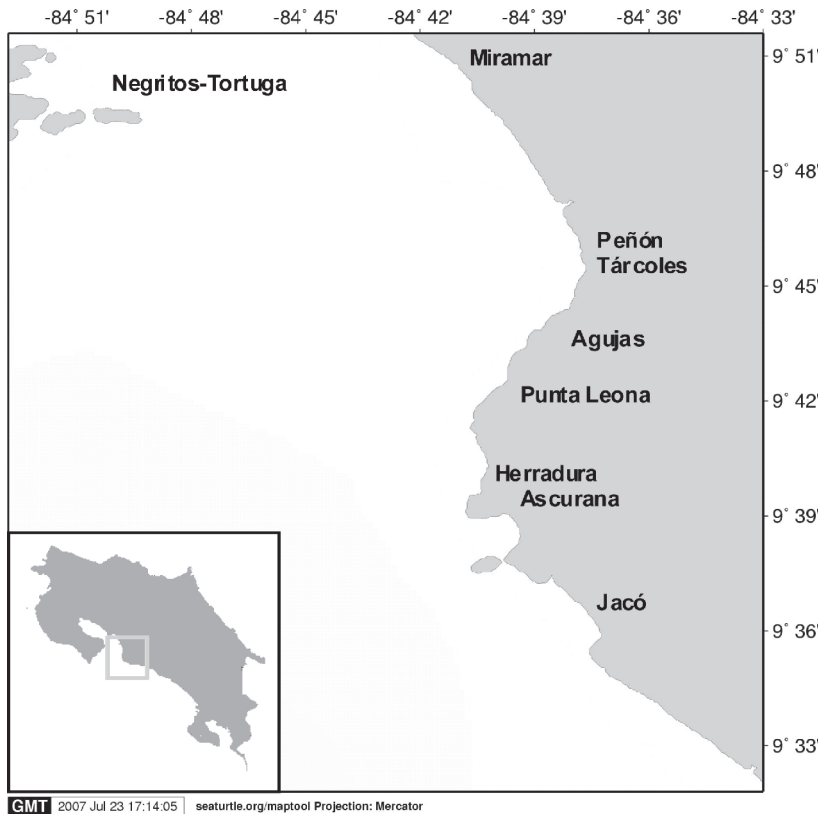 -84° 51' -84° 48' -84° 45' -84° 42' -84° 39' -84° 36' -84° 33'
9° 51'
Miramar
Negritos-Tortuga
9° 48'
Peñón
Tárcoles
9° 45'
Agujas
9° 42'
Punta Leona
Herradura
Ascurana
9° 39'
Jacó
9° 36'
9° 33'
GMT 2007 Jul 23 17:14:05 seaturtle.org/maptool Projection: Mercator